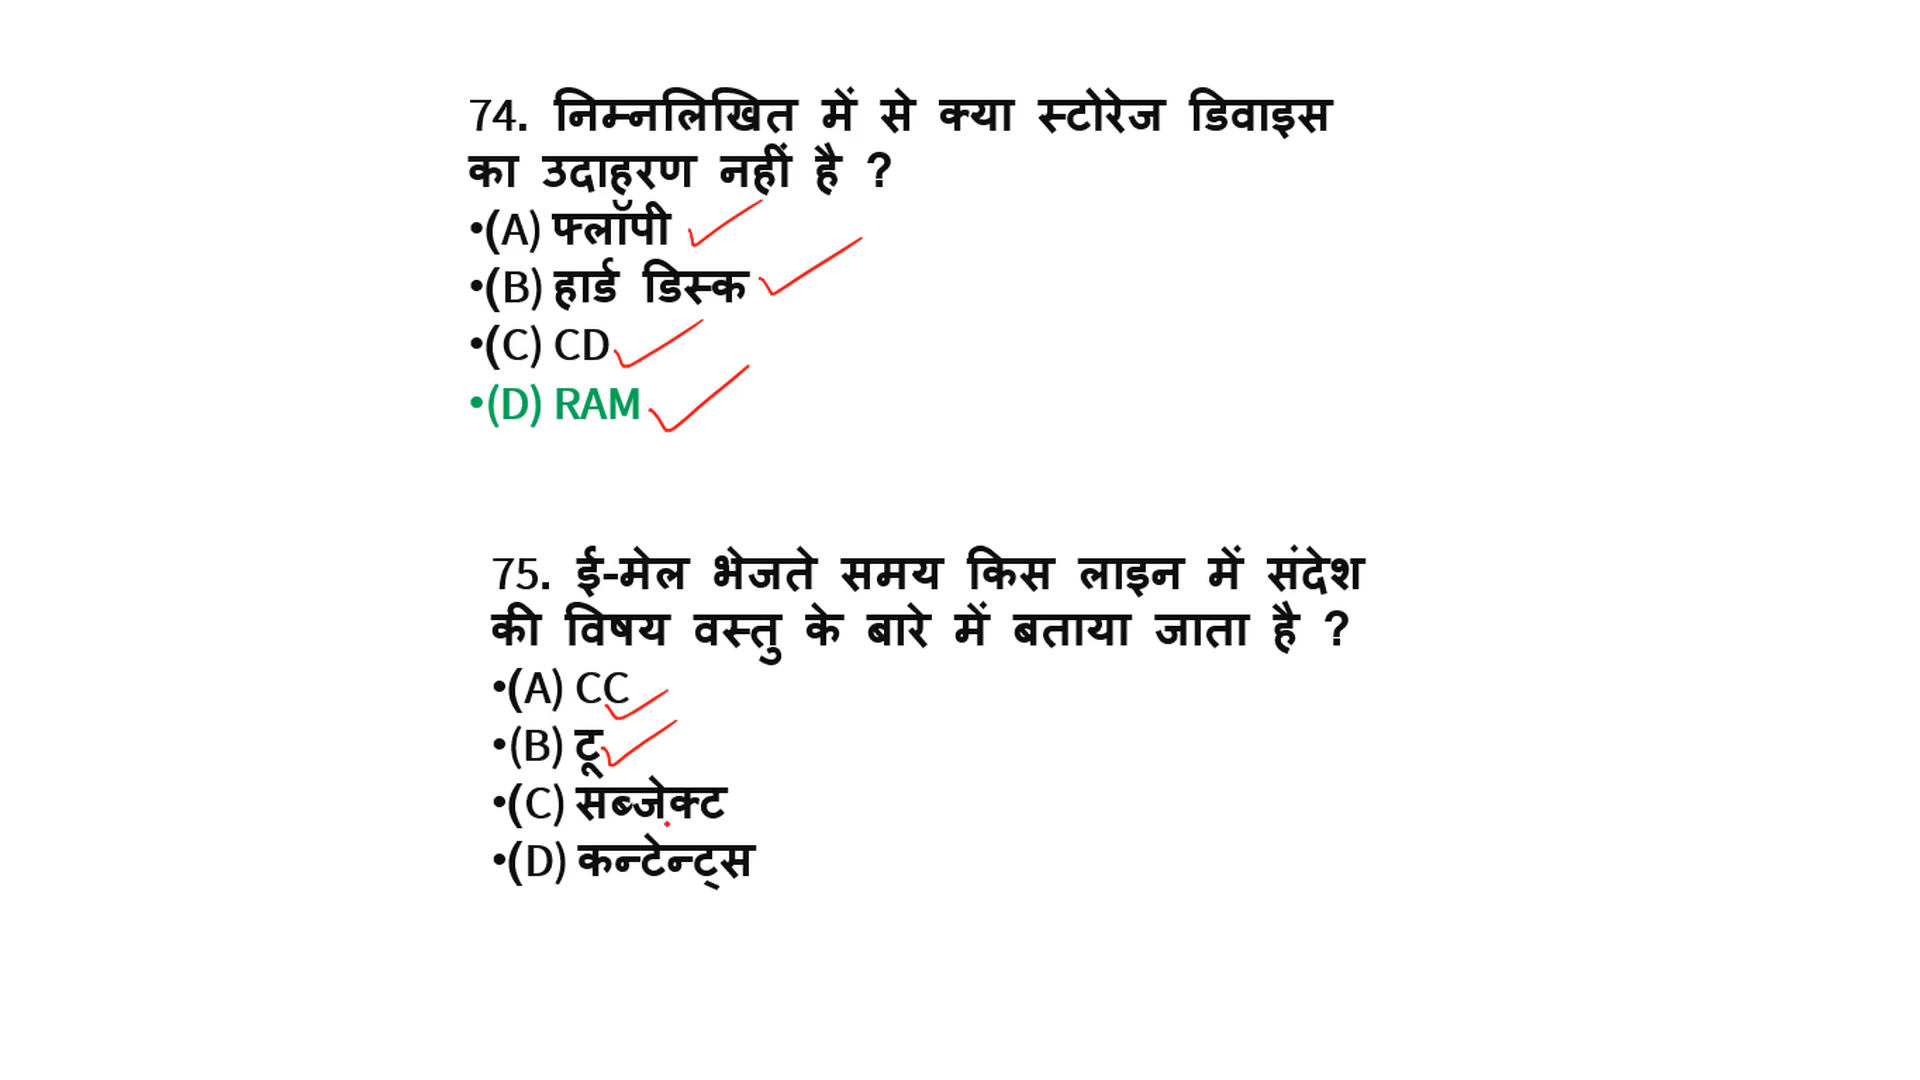 74. निम्नलिखित में से क्या स्टोरेज डिवाइस
का उदाहरण नहीं है ?
•(A) फ्लॉपी
•(B) हार्ड डिस्क
•(C) CD
•(D) RAM
75. ई-मेल भेजते समय किस लाइन में संदेश
की विषय वस्तु के बारे में बताया जाता है ?
•(A) CC
•(B) टू
•(C) सब्जेक्ट
•(D) कन्टेन्ट्स